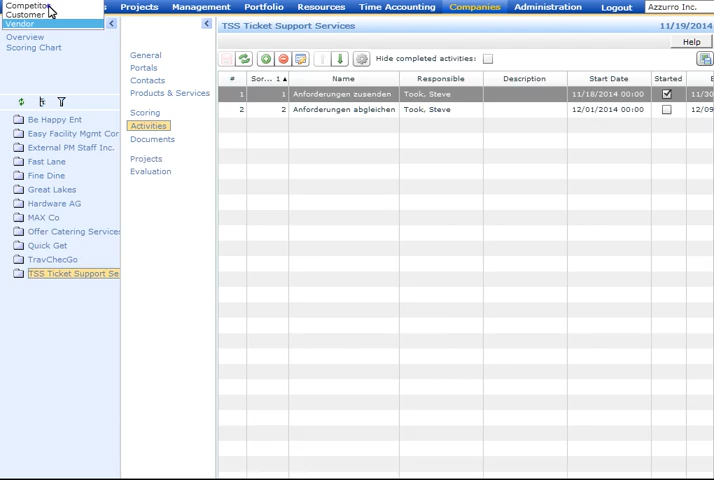 Competitor
Customer
Vendor
Projects Management Portfolio Resources Time Accounting Companies Administration Logout Azzurro Inc.
Overview
Scoring Chart
Be Happy Ent
Easy Facility Mgmt Cor
External PM Staff Inc.
Fast Lane
Fine Dine
Great Lakes
Hardware AG
MAX Co
Offer Catering Services
Quick Get
TravChecGo
TSS Ticket Support Se
General
Portals
Contacts
Products & Services
Scoring
Activities
Documents
Projects
Evaluation
TSS Ticket Support Services 11/19/2014
Help
Hide completed activities:
# Sor... 1 Name Responsible Description Start Date Started E
1 1 Anforderungen zusenden Took, Steve 11/18/2014 00:00 11/30
2 2 Anforderungen abgleichen Took, Steve 12/01/2014 00:00 12/09